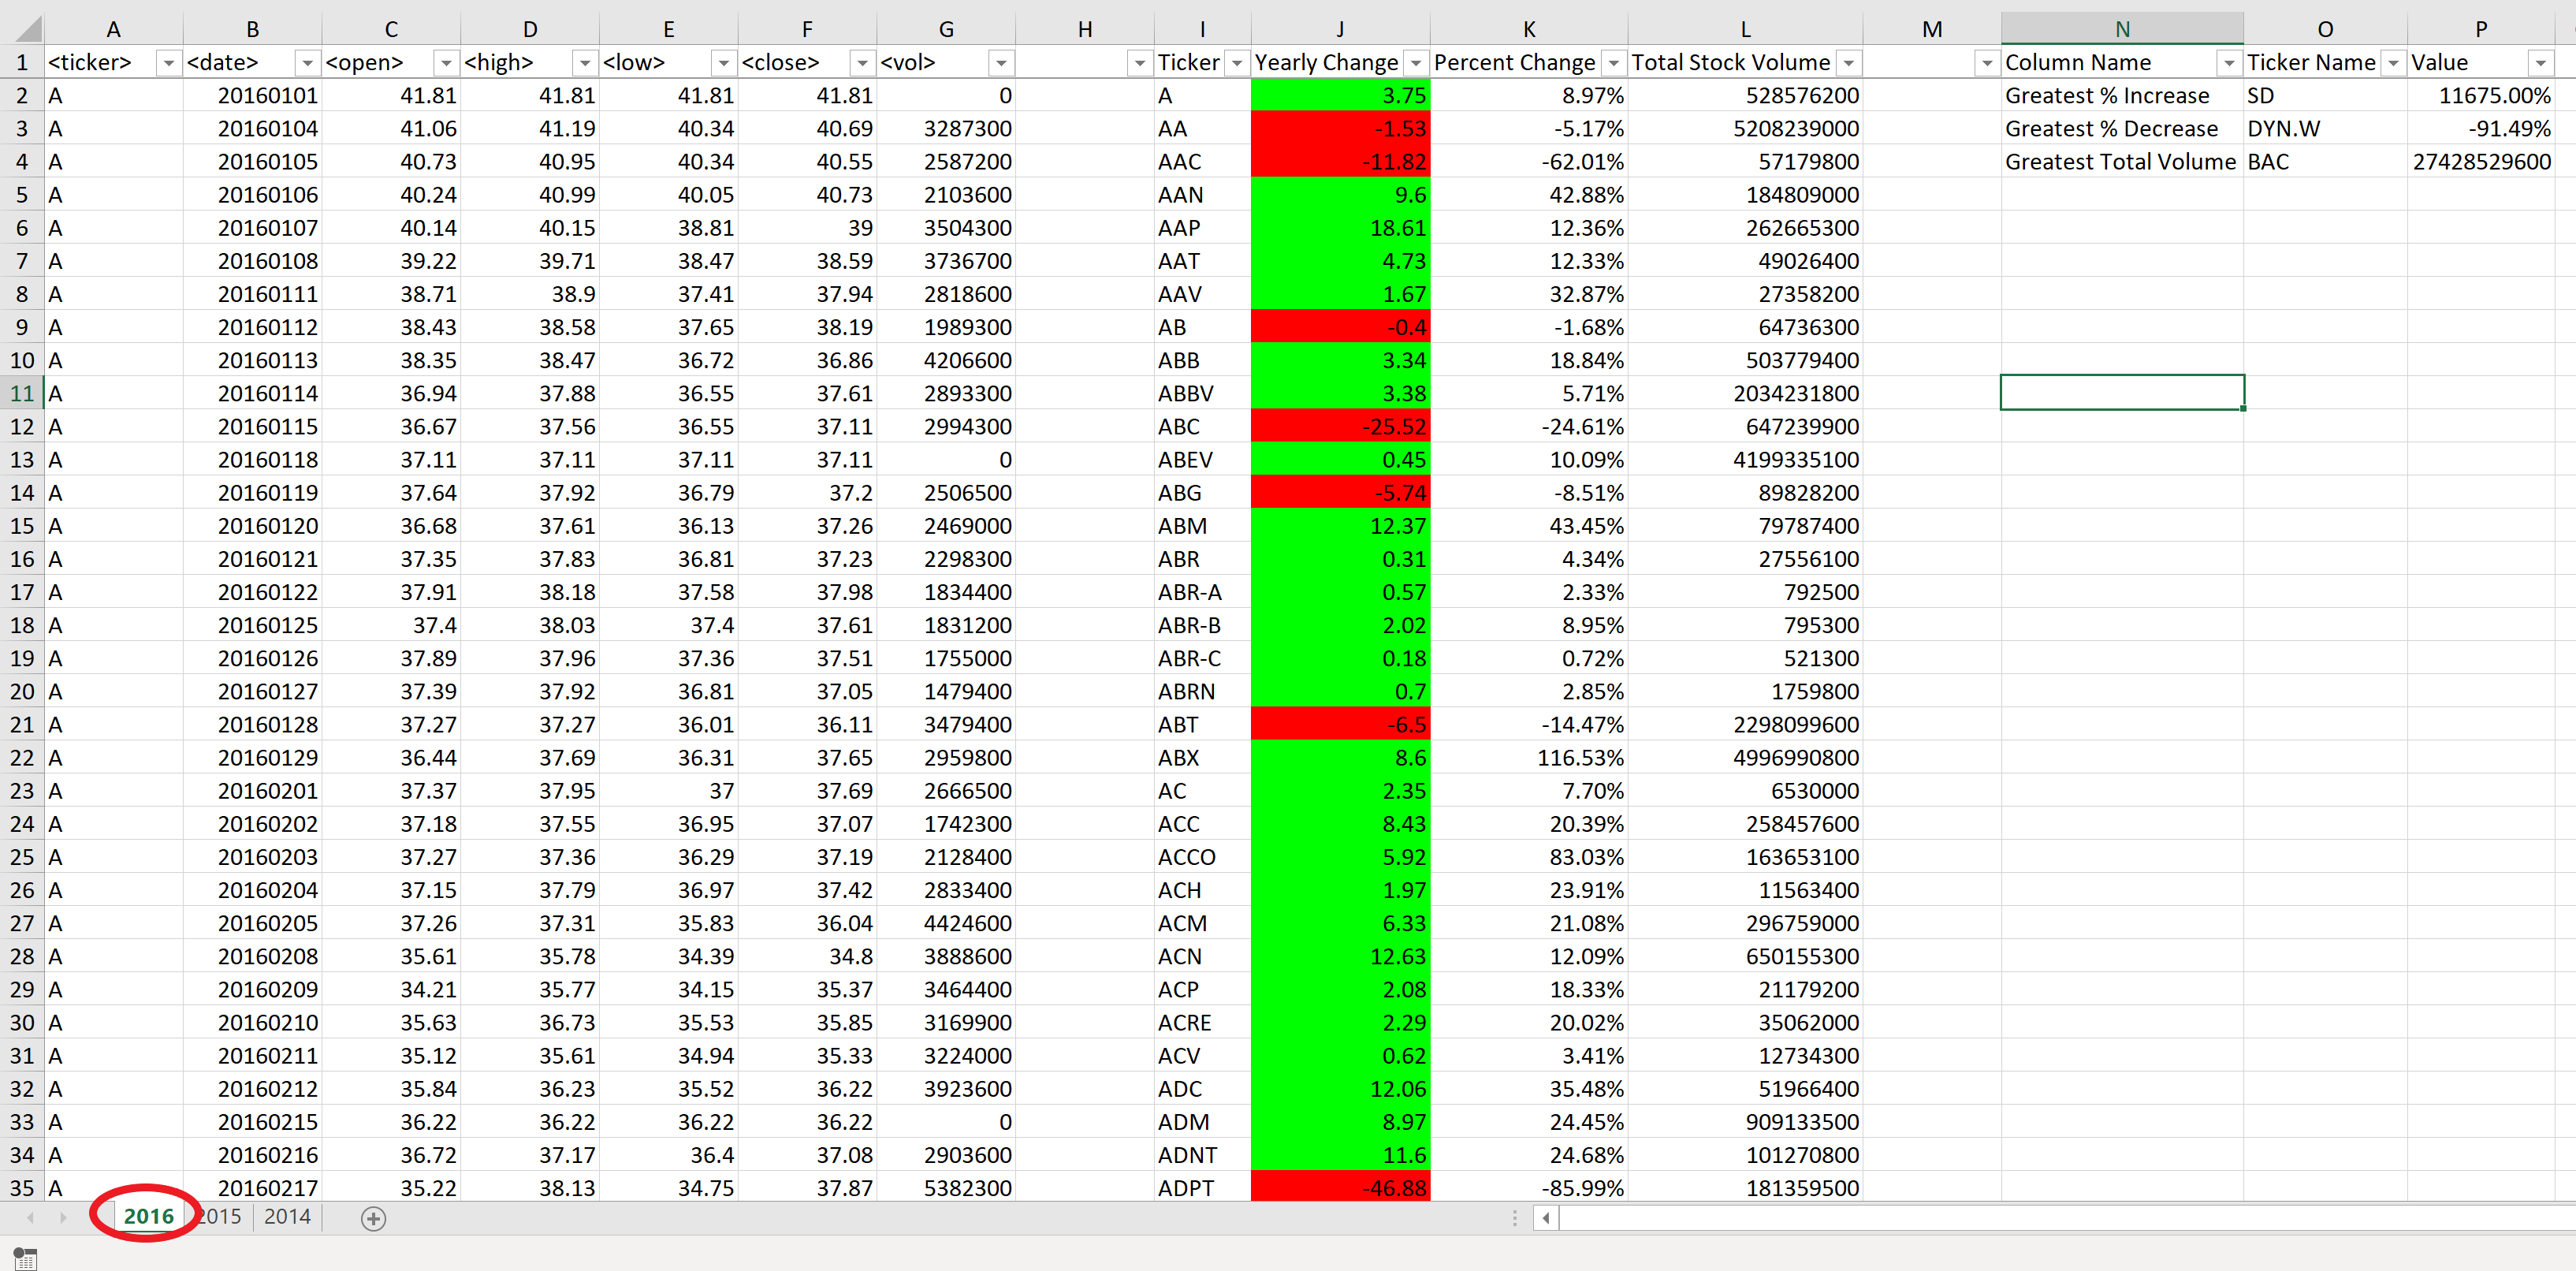 A B C D E F G H I J K L M N O P
1 <ticker> <date> <open> <high> <low> <close> <vol> Ticker Yearly Change Percent Change Total Stock Volume Column Name Ticker Name Value
2 A 20160101 41.81 41.81 41.81 41.81 0 A 3.75 8.97% 528576200 Greatest % Increase SD 11675.00%
3 A 20160104 41.06 41.19 40.34 40.69 3287300 AA -1.53 -5.17% 5208239000 Greatest % Decrease DYN.W -91.49%
4 A 20160105 40.73 40.95 40.34 40.55 2587200 AAC -11.82 -62.01% 57179800 Greatest Total Volume BAC 27428529600
5 A 20160106 40.24 40.99 40.05 40.73 2103600 AAN 9.6 42.88% 184809000
6 A 20160107 40.14 40.15 38.81 39 3504300 AAP 18.61 12.36% 262665300
7 A 20160108 39.22 39.71 38.47 38.59 3736700 AAT 4.73 12.33% 49026400
8 A 20160111 38.71 38.9 37.41 37.94 2818600 AAV 1.67 32.87% 27358200
9 A 20160112 38.43 38.58 37.65 38.19 1989300 AB -0.4 -1.68% 64736300
10 A 20160113 38.35 38.47 36.72 36.86 4206600 ABB 3.34 18.84% 503779400
11 A 20160114 36.94 37.88 36.55 37.61 2893300 ABBV 3.38 5.71% 2034231800
12 A 20160115 36.67 37.56 36.55 37.11 2994300 ABC -25.52 -24.61% 647239900
13 A 20160118 37.11 37.11 37.11 37.11 0 ABEV 0.45 10.09% 4199335100
14 A 20160119 37.64 37.92 36.79 37.2 2506500 ABG -5.74 -8.51% 89828200
15 A 20160120 36.68 37.61 36.13 37.26 2469000 ABM 12.37 43.45% 79787400
16 A 20160121 37.35 37.83 36.81 37.23 2298300 ABR 0.31 4.34% 27556100
17 A 20160122 37.91 38.18 37.58 37.98 1834400 ABR-A 0.57 2.33% 792500
18 A 20160125 37.4 38.03 37.4 37.61 1831200 ABR-B 2.02 8.95% 795300
19 A 20160126 37.89 37.96 37.36 37.51 1755000 ABR-C 0.18 0.72% 521300
20 A 20160127 37.39 37.92 36.81 37.05 1479400 ABRN 0.7 2.85% 1759800
21 A 20160128 37.27 37.27 36.01 36.11 3479400 ABT -6.5 -14.47% 2298099600
22 A 20160129 36.44 37.69 36.31 37.65 2959800 ABX 8.6 116.53% 4996990800
23 A 20160201 37.37 37.95 37 37.69 2666500 AC 2.35 7.70% 6530000
24 A 20160202 37.18 37.55 36.95 37.07 1742300 ACC 8.43 20.39% 258457600
25 A 20160203 37.27 37.36 36.29 37.19 2128400 ACCO 5.92 83.03% 163653100
26 A 20160204 37.15 37.79 36.97 37.42 2833400 ACH 1.97 23.91% 11563400
27 A 20160205 37.26 37.31 35.83 36.04 4424600 ACM 6.33 21.08% 296759000
28 A 20160208 35.61 35.78 34.39 34.8 3888600 ACN 12.63 12.09% 650155300
29 A 20160209 34.21 35.77 34.15 35.37 3464400 ACP 2.08 18.33% 21179200
30 A 20160210 35.63 36.73 35.53 35.85 3169900 ACRE 2.29 20.02% 35062000
31 A 20160211 35.12 35.61 34.94 35.33 3224000 ACV 0.62 3.41% 12734300
32 A 20160212 35.84 36.23 35.52 36.22 3923600 ADC 12.06 35.48% 51966400
33 A 20160215 36.22 36.22 36.22 36.22 0 ADM 8.97 24.45% 909133500
34 A 20160216 36.72 37.17 36.4 37.08 2903600 ADNT 11.6 24.68% 101270800
35 A 20160217 35.22 38.13 34.75 37.87 5382300 ADPT -46.88 -85.99% 181359500
2016 2015 2014